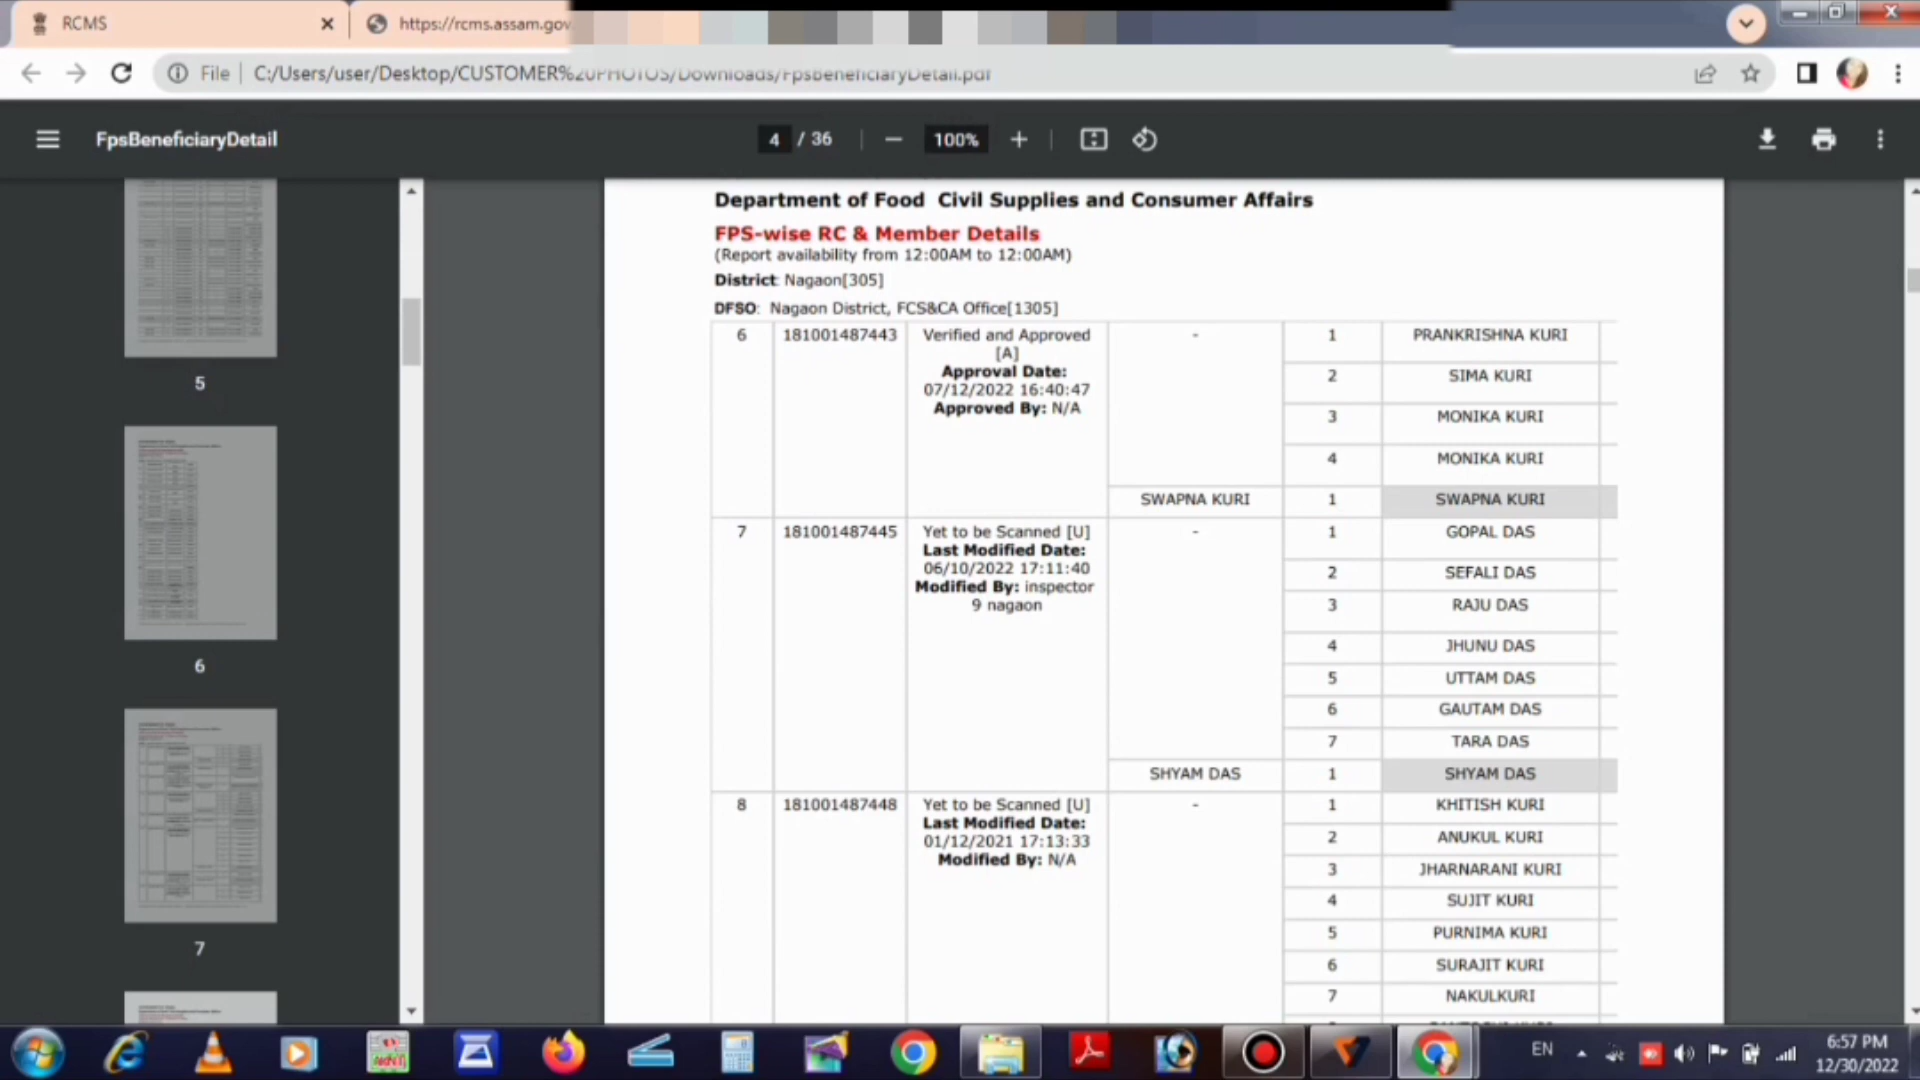 RCMS
https://rcms.assam.gov
File
C:/Users/user/Desktop/CUSTOMER%20PHOTOS/Downloads/FpsBeneficiaryDetail.pdf
FpsBeneficiaryDetail
4 / 36
100%
5
6
7
Department of Food Civil Supplies and Consumer Affairs
FPS-wise RC & Member Details
(Report availability from 12:00AM to 12:00AM)
District: Nagaon[305]
DFSO: Nagaon District, FCS&CA Office[1305]
6 181001487443 Verified and Approved - 1 PRANKRISHNA KURI
[A]
Approval Date: 2 SIMA KURI
07/12/2022 16:40:47
Approved By: N/A 3 MONIKA KURI
4 MONIKA KURI
SWAPNA KURI 1 SWAPNA KURI
7 181001487445 Yet to be Scanned [U] - 1 GOPAL DAS
Last Modified Date:
06/10/2022 17:11:40 2 SEFALI DAS
Modified By: inspector
9 nagaon 3 RAJU DAS
4 JHUNU DAS
5 UTTAM DAS
6 GAUTAM DAS
7 TARA DAS
SHYAM DAS 1 SHYAM DAS
8 181001487448 Yet to be Scanned [U] - 1 KHITISH KURI
Last Modified Date:
01/12/2021 17:13:33 2 ANUKUL KURI
Modified By: N/A 3 JHARNARANI KURI
4 SUJIT KURI
5 PURNIMA KURI
6 SURAJIT KURI
7 NAKULKURI
EN
6:57 PM
12/30/2022